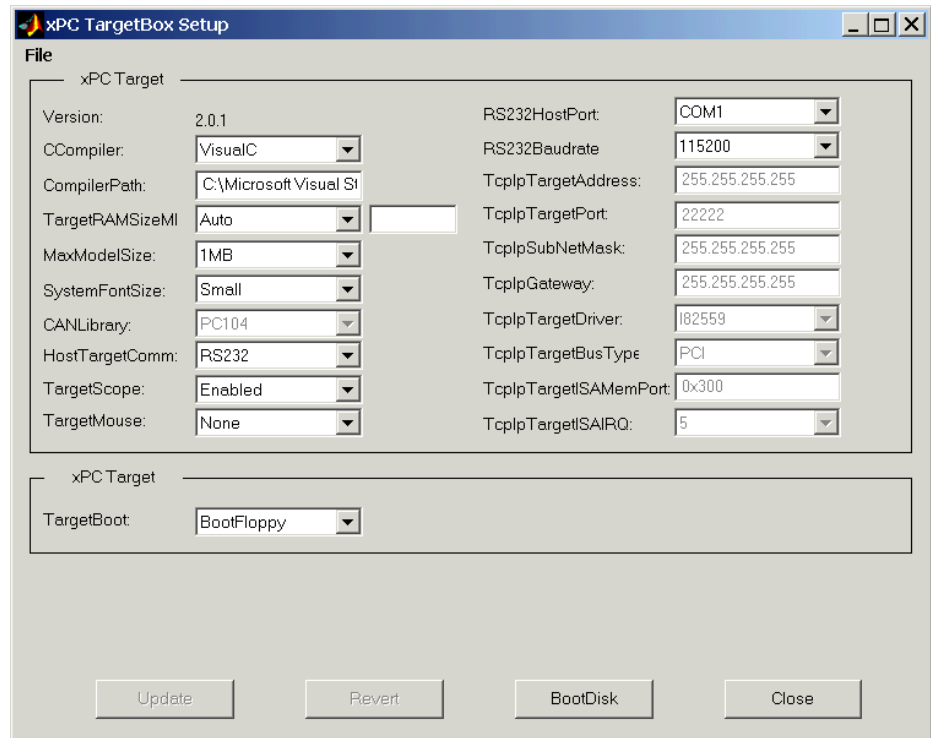 xPC TargetBox Setup
File
xPC Target
Version: 2.0.1
CCompiler: VisualC
CompilerPath: C:\Microsoft Visual St
TargetRAMSizeMI Auto
MaxModelSize: 1MB
SystemFontSize: Small
CANLibrary: PC104
HostTargetComm: RS232
TargetScope: Enabled
TargetMouse: None
RS232HostPort: COM1
RS232Baudrate 115200
TcpIpTargetAddress: 255.255.255.255
TcpIpTargetPort: 22222
TcpIpSubNetMask: 255.255.255.255
TcpIpGateway: 255.255.255.255
TcpIpTargetDriver: I82559
TcpIpTargetBusType PCI
TcpIpTargetISAMemPort: 0x300
TcpIpTargetISAIRQ: 5
xPC Target
TargetBoot: BootFloppy
Update Revert BootDisk Close